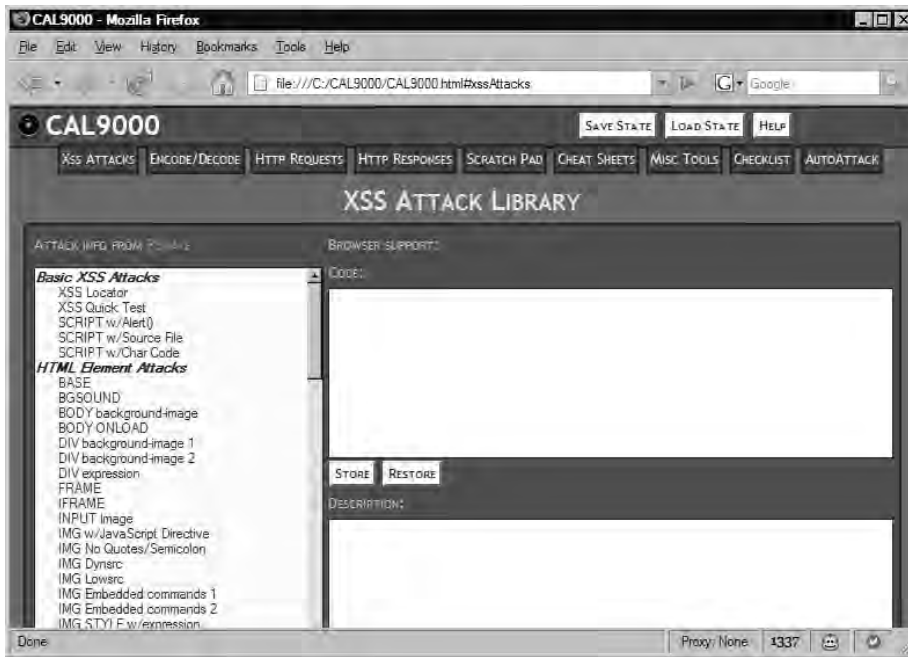 CAL9000 - Mozilla Firefox
File Edit View History Bookmarks Tools Help
file:///C:/CAL9000/CAL9000.html#xssAttacks
G Google
CAL9000
SAVE STATE LOAD STATE HELP
XSS ATTACKS ENCODE/DECODE HTTP REQUESTS HTTP RESPONSES SCRATCH PAD CHEAT SHEETS MISC TOOLS CHECKLIST AUTOATTACK
XSS ATTACK LIBRARY
ATTACK INFO FROM
BROWSER SUPPORT:
Basic XSS Attacks
XSS Locator
XSS Quick Test
SCRIPT w/Alert()
SCRIPT w/Source File
SCRIPT w/Char Code
HTML Element Attacks
BASE
BGSOUND
BODY background-image
BODY ONLOAD
DIV background-image 1
DIV background-image 2
DIV expression
FRAME
IFRAME
INPUT Image
IMG w/JavaScript Directive
IMG No Quotes/Semicolon
IMG Dynsrc
IMG Lowsrc
IMG Embedded commands 1
IMG Embedded commands 2
IMG STYLE w/expression
CODE:
STORE RESTORE
DESCRIPTION:
Done
Proxy: None 1337